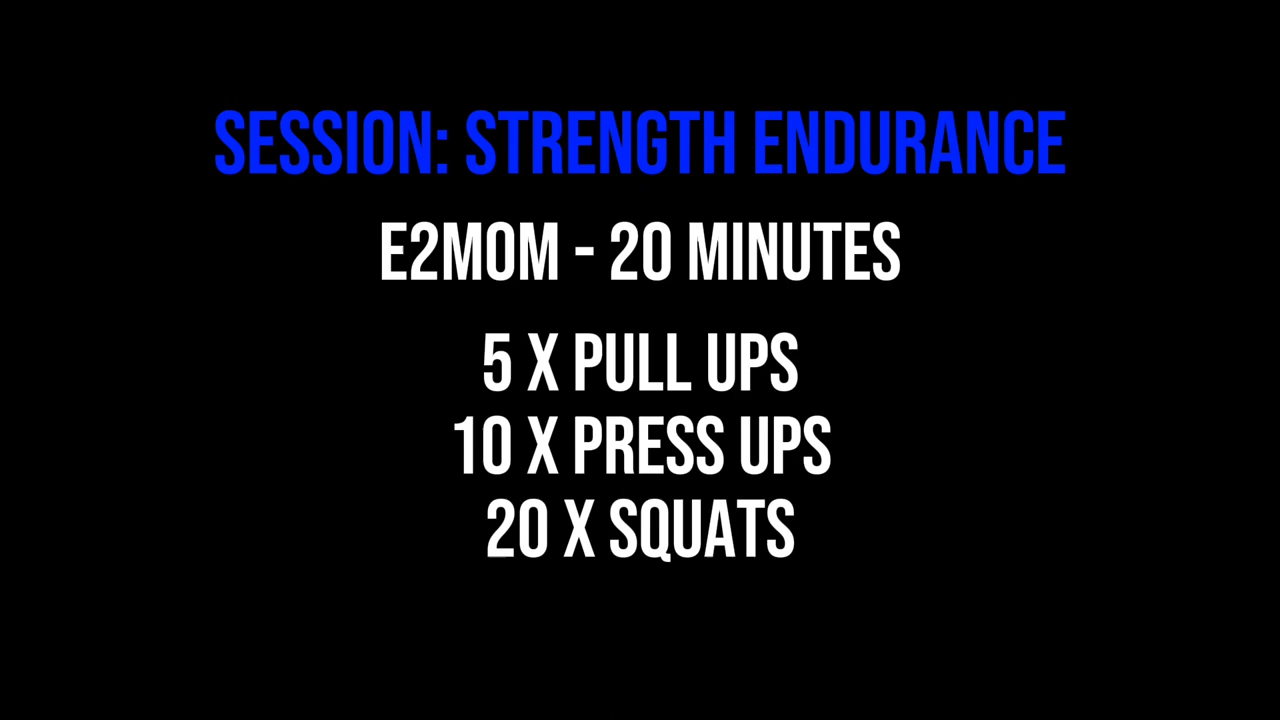 SESSION: STRENGTH ENDURANCE
E2MOM - 20 MINUTES
5 X PULL UPS
10 X PRESS UPS
20 X SQUATS